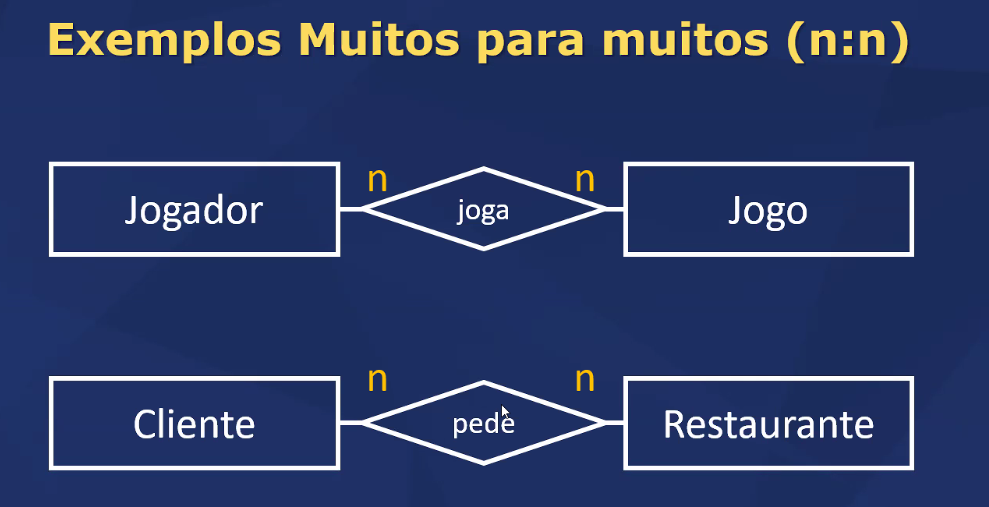 Exemplos Muitos para muitos (n:n)
Jogador
n
joga
n
Jogo
Cliente
n
pede
n
Restaurante